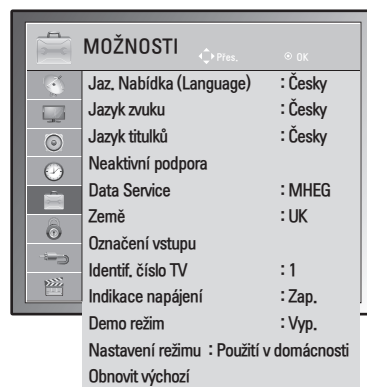 MOŽNOSTI
Přes.
OK
Jaz. Nabídka (Language) : Česky
Jazyk zvuku : Česky
Jazyk titulků : Česky
Neaktivní podpora
Data Service : MHEG
Země : UK
Označení vstupu
Identif. číslo TV : 1
Indikace napájení : Zap.
Demo režim : Vyp.
Nastavení režimu : Použití v domácnosti
Obnovit výchozí